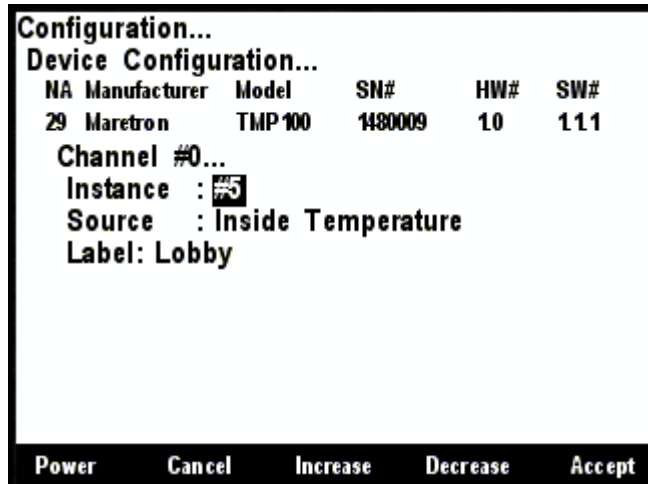 Configuration...
Device Configuration...
NA Manufacturer Model SN# HW# SW#
29 Maretron TMP100 1480009 1.0 1.1.1
Channel #0...
Instance : #5
Source : Inside Temperature
Label: Lobby
Power Cancel Increase Decrease Accept